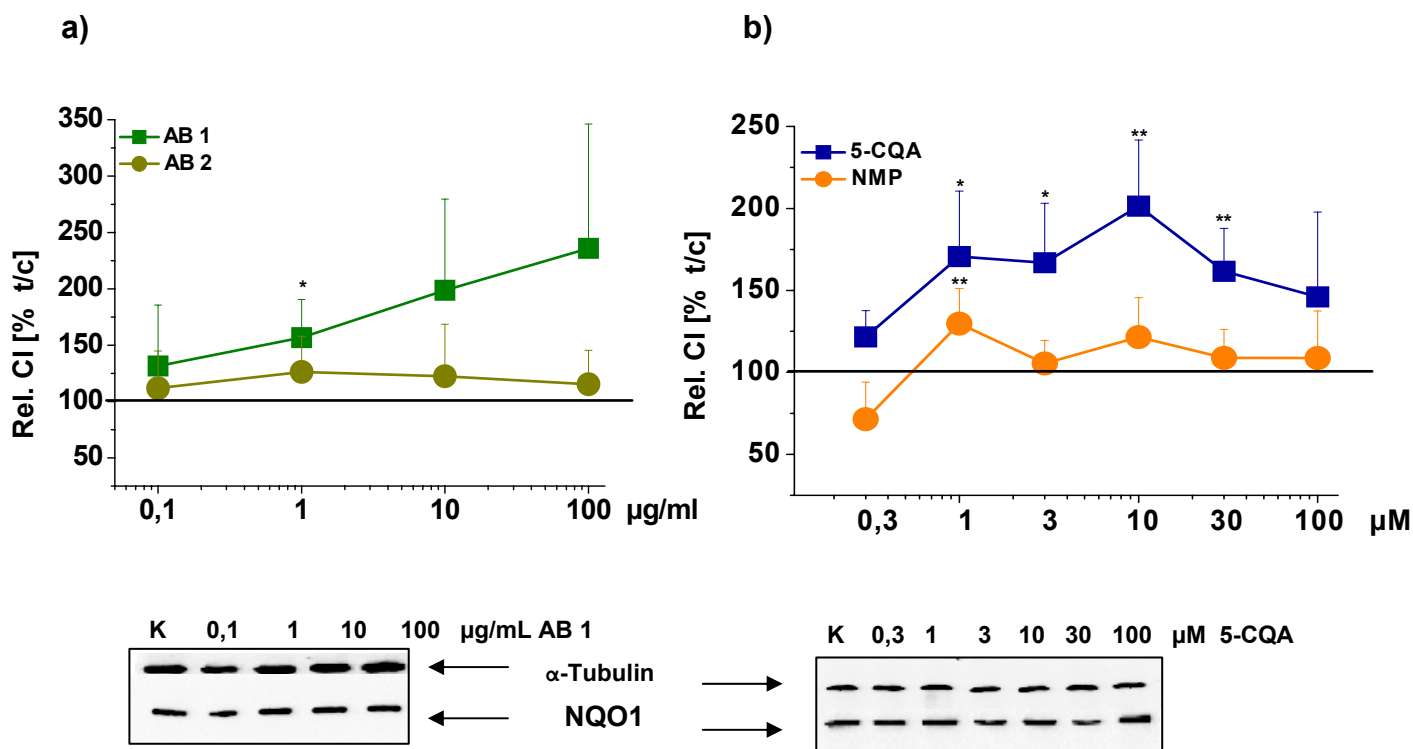 a)
350
300
250
200
150
100
50
Rel. CI [% t/c]
AB 1
AB 2
*
0,1 1 10 100 µg/ml
b)
250
200
150
100
50
Rel. CI [% t/c]
5-CQA
NMP
* * ** **
**
0,3 1 3 10 30 100 µM
K 0,1 1 10 100 µg/mL AB 1
K 0,3 1 3 10 30 100 µM 5-CQA
α-Tubulin
NQO1